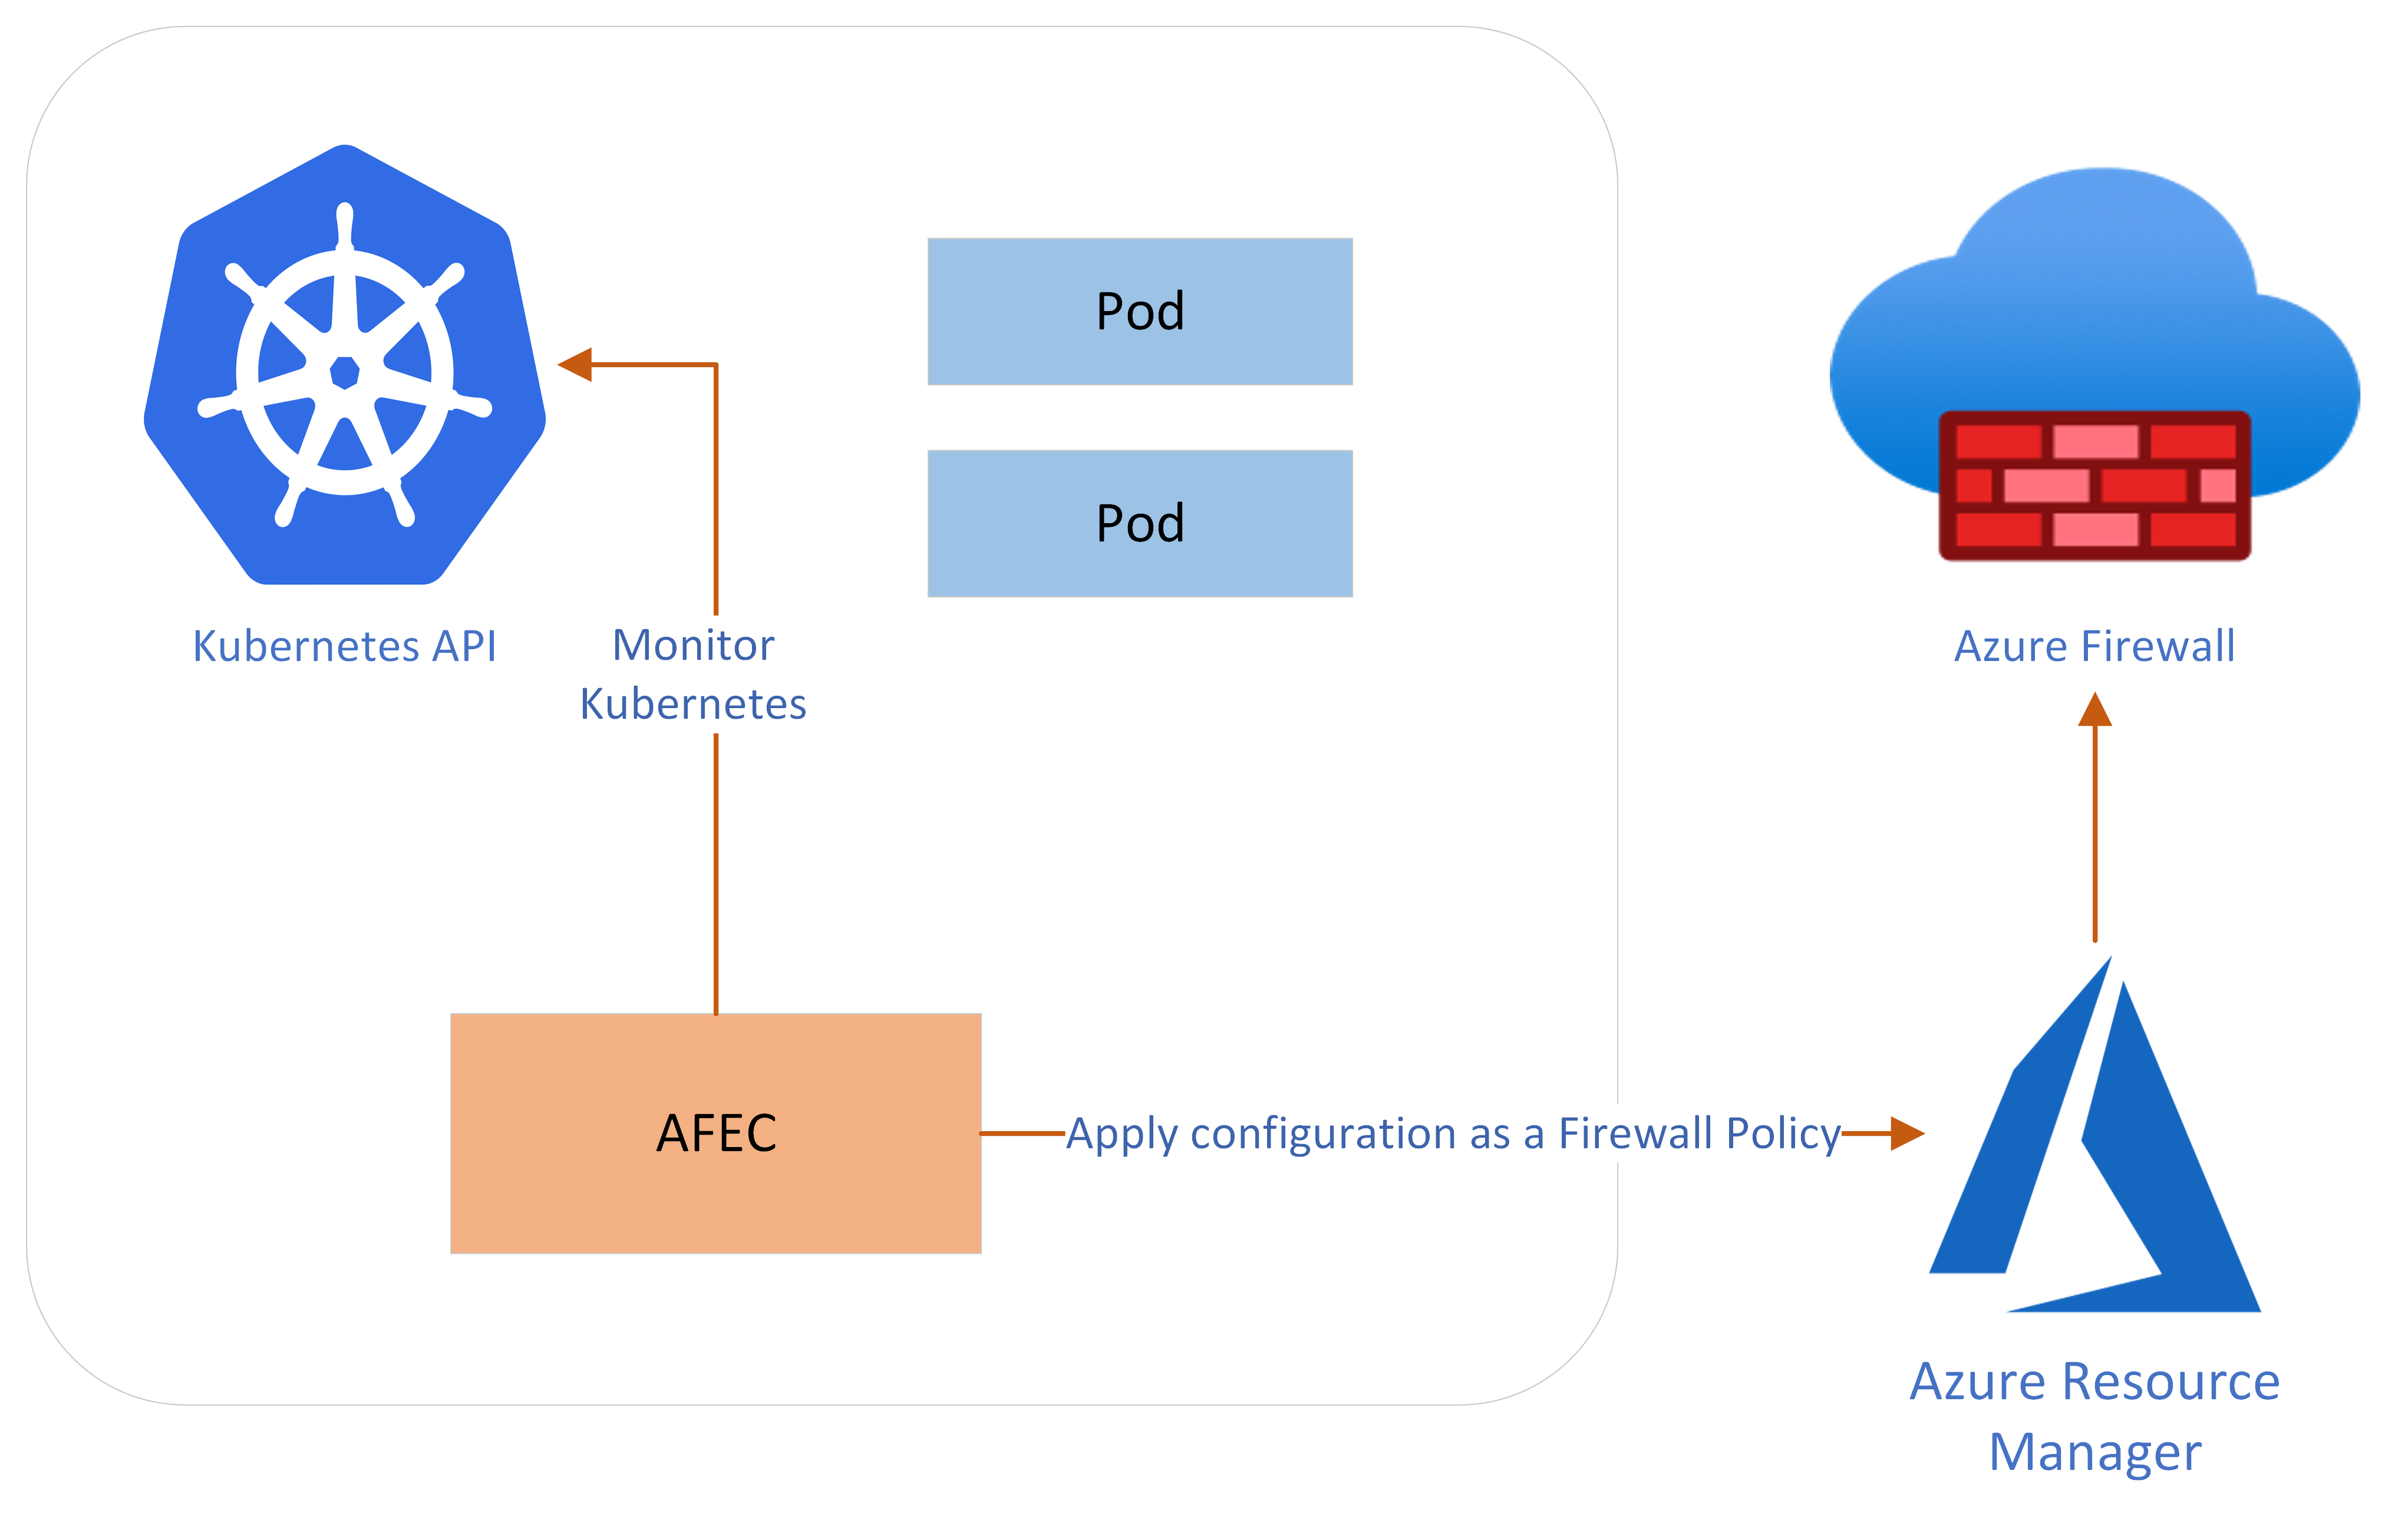 Pod
Pod
Kubernetes API
Monitor
Kubernetes
Azure Firewall
AFEC
Apply configuration as a Firewall Policy
Azure Resource
Manager